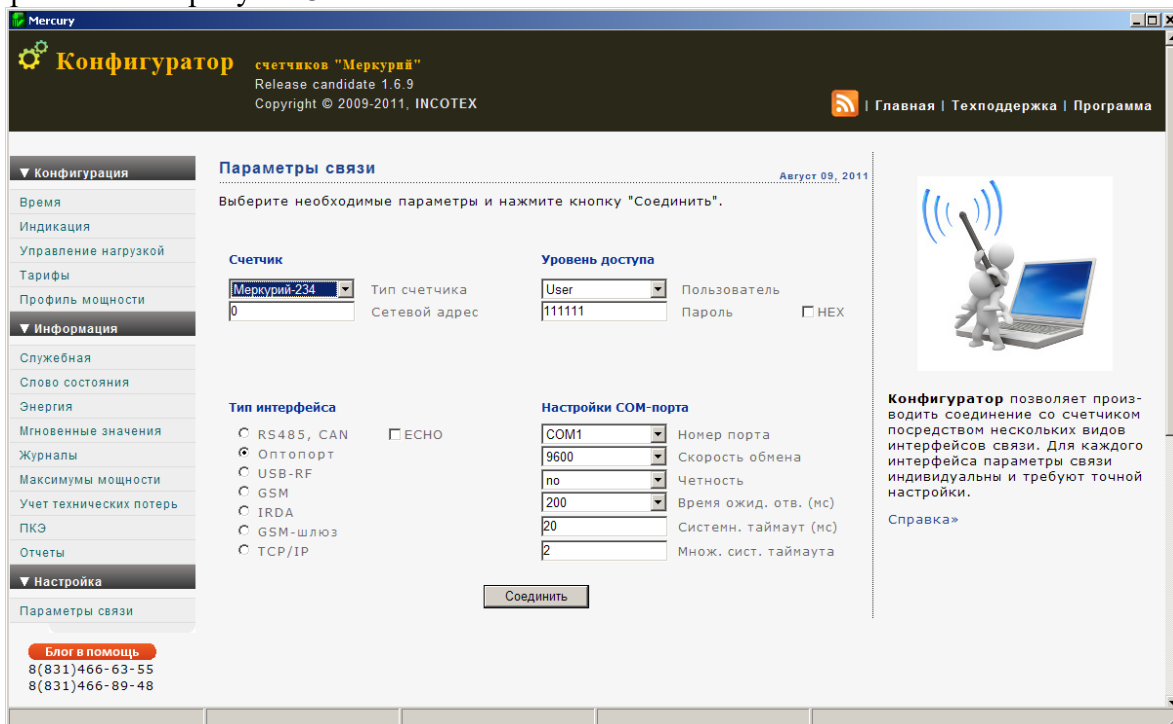 Mercury
Конфигуратор
счетчиков "Меркурий"
Release candidate 1.6.9
Copyright © 2009-2011, INCOTEX
| Главная | Техподдержка | Программа
▼ Конфигурация
Время
Индикация
Управление нагрузкой
Тарифы
Профиль мощности
▼ Информация
Служебная
Слово состояния
Энергия
Мгновенные значения
Журналы
Максимумы мощности
Учет технических потерь
ПКЭ
Отчеты
▼ Настройка
Параметры связи
Блог в помощь
8(831)466-63-55
8(831)466-89-48
Параметры связи
Август 09, 2011
Выберите необходимые параметры и нажмите кнопку "Соединить".
Счетчик
Меркурий-234 Тип счетчика
0 Сетевой адрес
Уровень доступа
User Пользователь
111111 Пароль HEX
Тип интерфейса
RS485, CAN ECHO
Оптопорт
USB-RF
GSM
IRDA
GSM-шлюз
TCP/IP
Настройки COM-порта
COM1 Номер порта
9600 Скорость обмена
no Четность
200 Время ожид. отв. (мс)
20 Системн. таймаут (мс)
2 Множ. сист. таймаута
Соединить
Конфигуратор позволяет произ-
водить соединение со счетчиком
посредством нескольких видов
интерфейсов связи. Для каждого
интерфейса параметры связи
индивидуальны и требуют точной
настройки.
Справка»